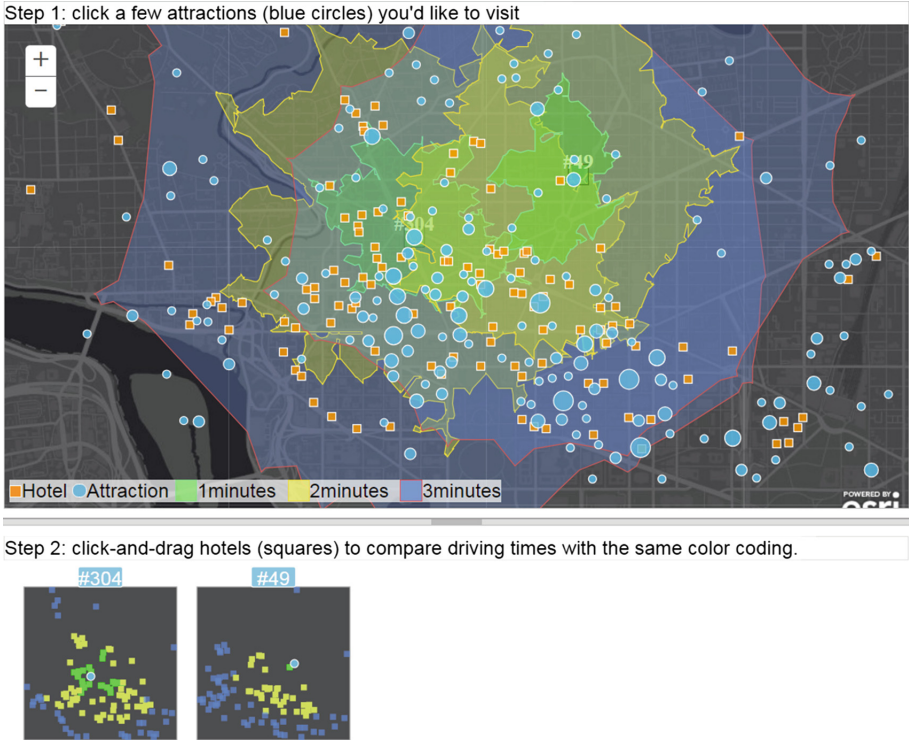 Step 1: click a few attractions (blue circles) you'd like to visit
+
−
#49
#304
Hotel Attraction 1minutes 2minutes 3minutes
POWERED BY
esri
Step 2: click-and-drag hotels (squares) to compare driving times with the same color coding.
#304 #49